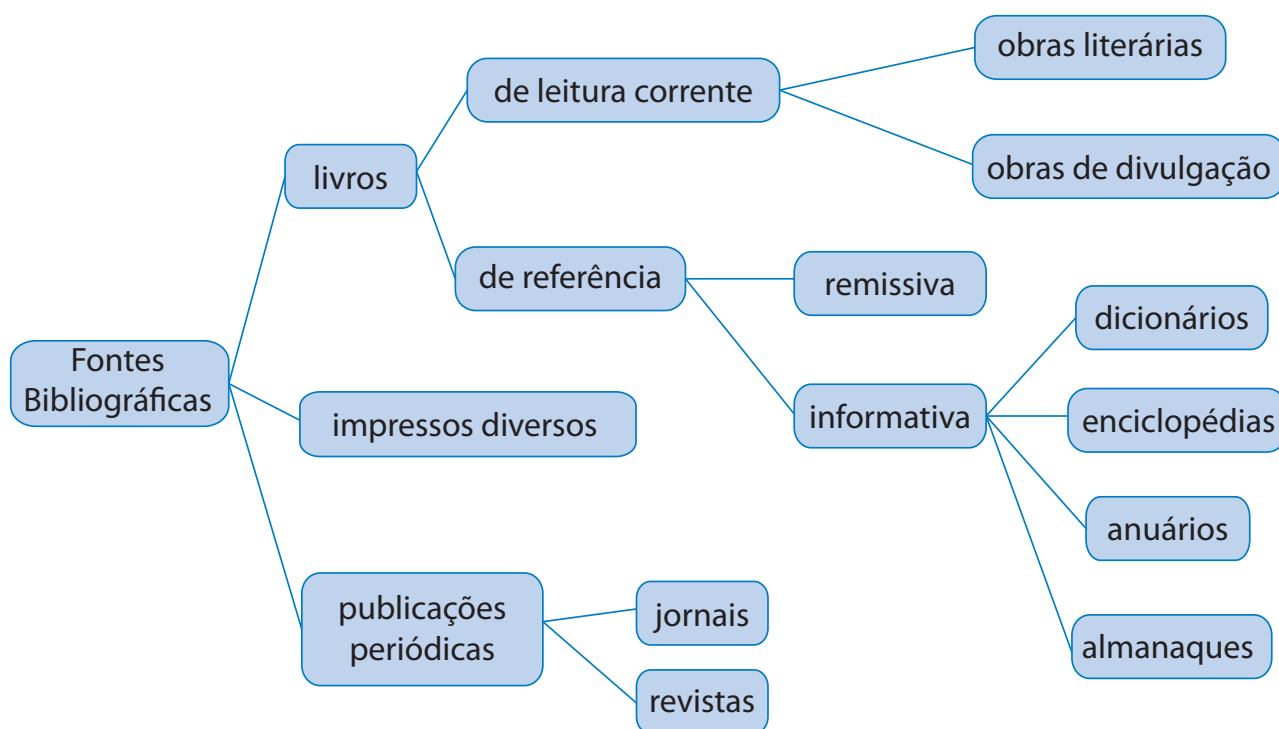 Fontes
Bibliográficas
livros
de leitura corrente
obras literárias
obras de divulgação
de referência
remissiva
informativa
dicionários
enciclopédias
anuários
almanaques
impressos diversos
publicações
periódicas
jornais
revistas